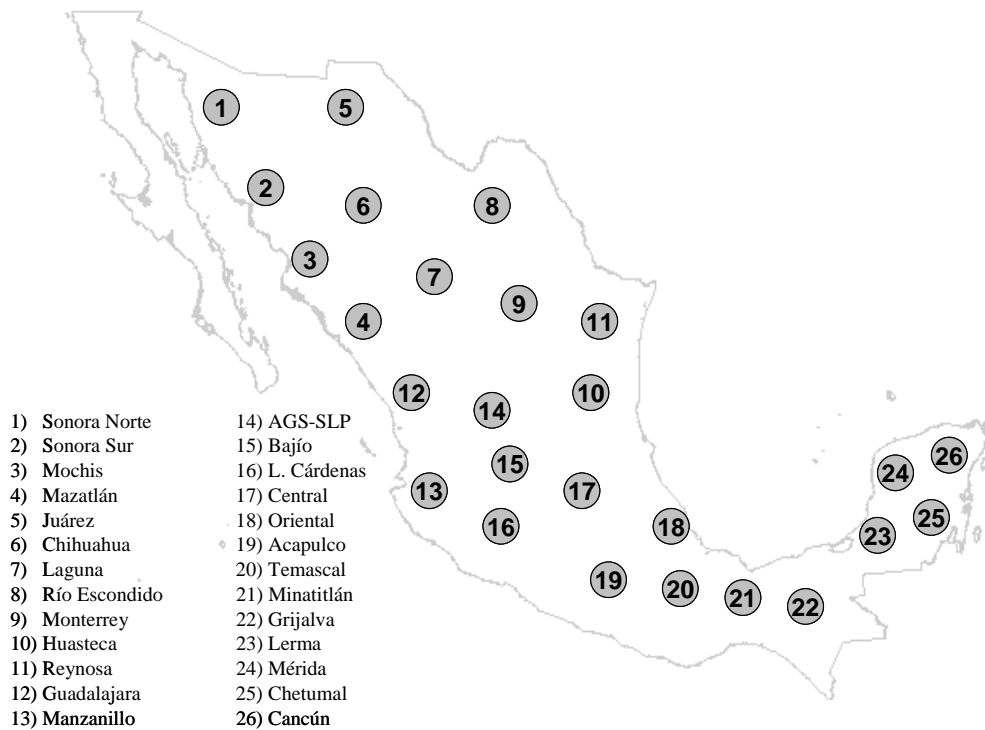 1
5
2
6
8
3
7
9
4
11
12
10
14
15
26
24
13
17
16
18
25
23
19
20
21
22
1) Sonora Norte
2) Sonora Sur
3) Mochis
4) Mazatlán
5) Juárez
6) Chihuahua
7) Laguna
8) Río Escondido
9) Monterrey
10) Huasteca
11) Reynosa
12) Guadalajara
13) Manzanillo
14) AGS-SLP
15) Bajío
16) L. Cárdenas
17) Central
18) Oriental
19) Acapulco
20) Temascal
21) Minatitlán
22) Grijalva
23) Lerma
24) Mérida
25) Chetumal
26) Cancún